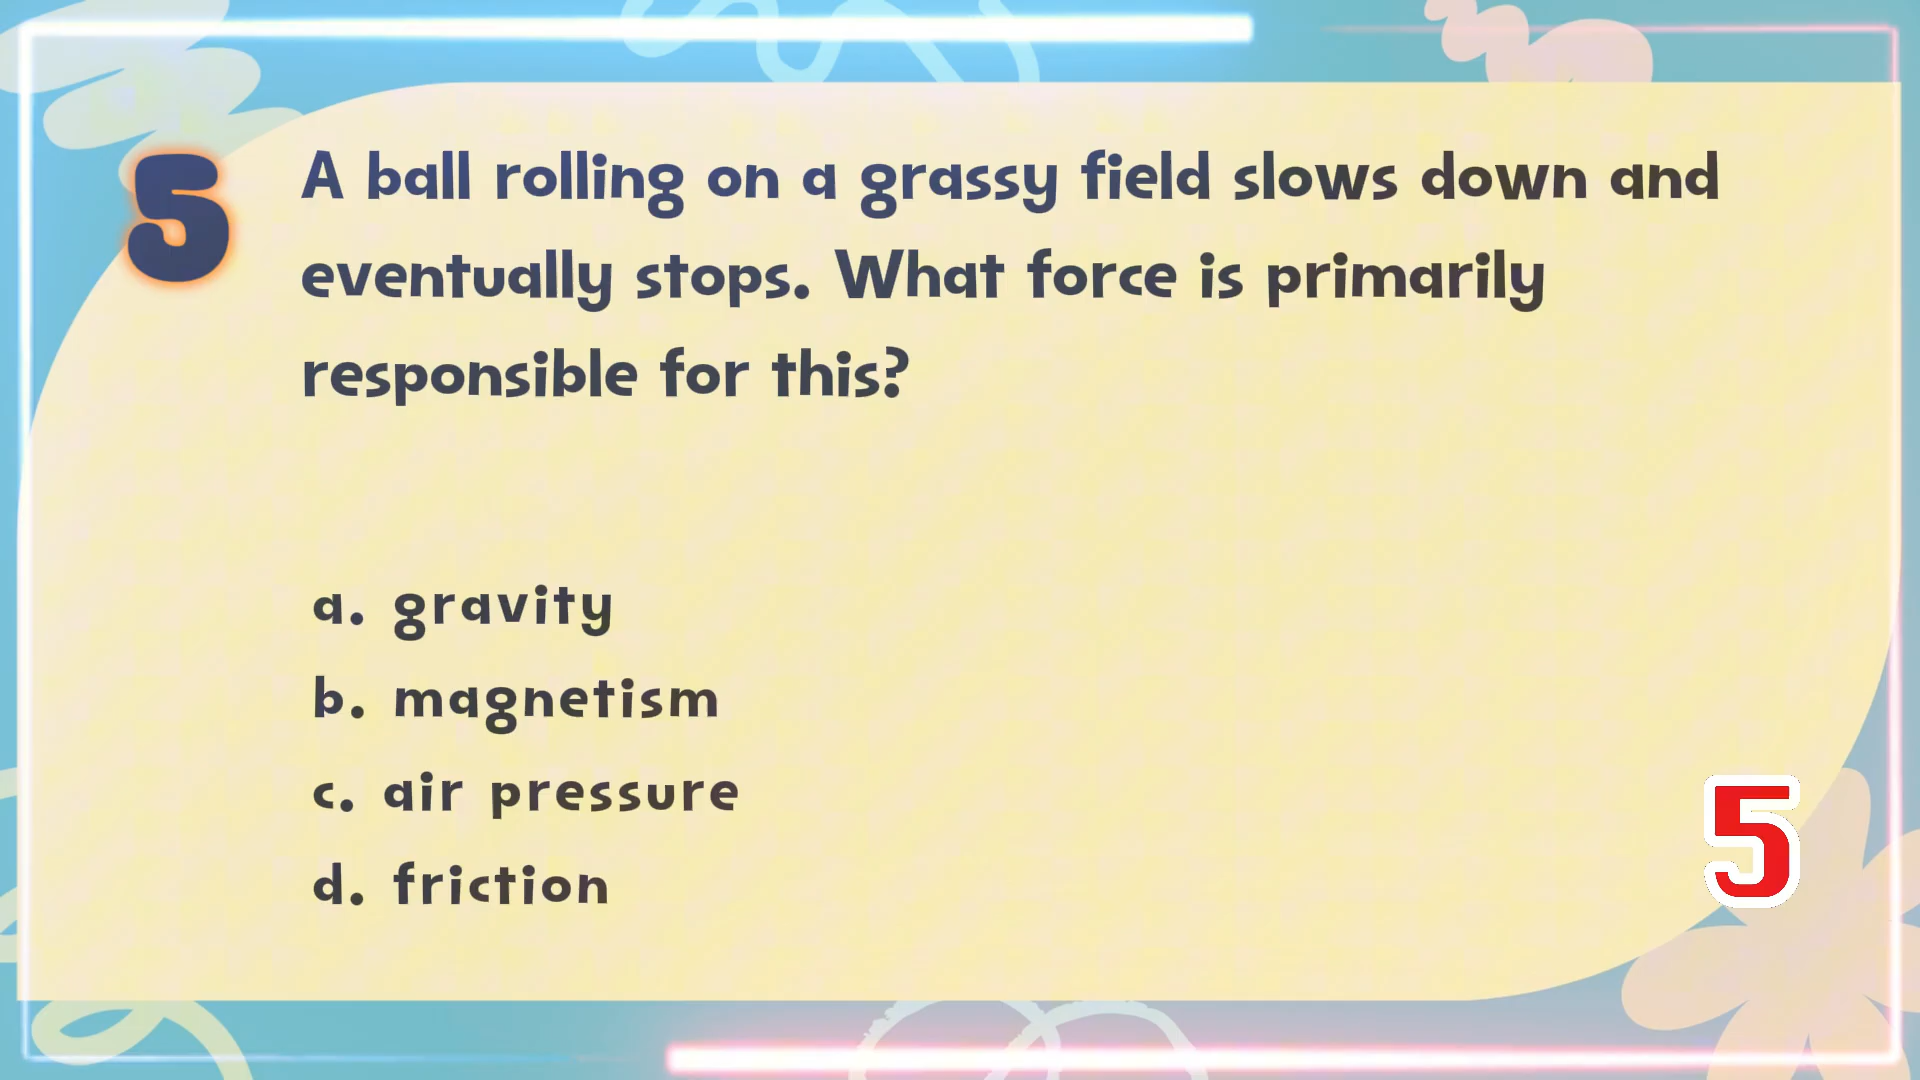 5
A ball rolling on a grassy field slows down and
eventually stops. What force is primarily
responsible for this?
a. gravity
b. magnetism
c. air pressure
d. friction
5